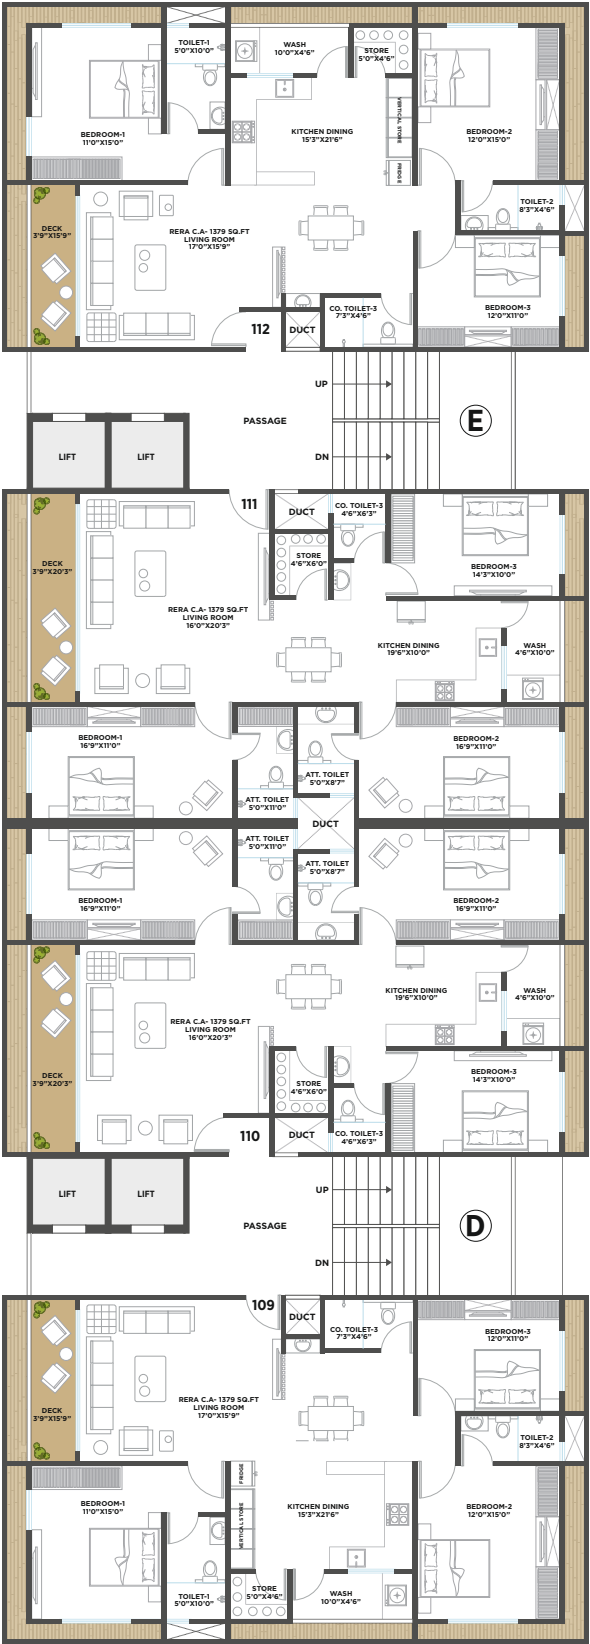 TOILET-1
5'0"X10'0"
WASH
10'0"X4'6"
STORE
5'0"X4'6"
BEDROOM-1
11'0"X15'0"
KITCHEN DINING
15'3"X21'6"
VERTICAL STORE
FRIDGE
BEDROOM-2
12'0"X15'0"
TOILET-2
8'3"X4'6"
DECK
3'9"X15'9"
RERA C.A- 1379 SQ.FT
LIVING ROOM
17'0"X15'9"
BEDROOM-3
12'0"X11'0"
CO. TOILET-3
7'3"X4'6"
112
DUCT
UP
PASSAGE
E
LIFT
LIFT
DN
111
DUCT
CO. TOILET-3
4'6"X6'3"
STORE
4'6"X6'0"
BEDROOM-3
14'3"X10'0"
DECK
3'9"X20'3"
RERA C.A- 1379 SQ.FT
LIVING ROOM
16'0"X20'3"
KITCHEN DINING
19'6"X10'0"
WASH
4'6"X10'0"
BEDROOM-1
16'9"X11'0"
BEDROOM-2
16'9"X11'0"
ATT. TOILET
5'0"X8'7"
ATT. TOILET
5'0"X11'0"
DUCT
ATT. TOILET
5'0"X11'0"
ATT. TOILET
5'0"X8'7"
BEDROOM-1
16'9"X11'0"
BEDROOM-2
16'9"X11'0"
KITCHEN DINING
19'6"X10'0"
WASH
4'6"X10'0"
RERA C.A- 1379 SQ.FT
LIVING ROOM
16'0"X20'3"
DECK
3'9"X20'3"
STORE
4'6"X6'0"
BEDROOM-3
14'3"X10'0"
110
DUCT
CO. TOILET-3
4'6"X6'3"
LIFT
LIFT
UP
PASSAGE
D
DN
109
DUCT
CO. TOILET-3
7'3"X4'6"
BEDROOM-3
12'0"X11'0"
DECK
3'9"X15'9"
RERA C.A- 1379 SQ.FT
LIVING ROOM
17'0"X15'9"
TOILET-2
8'3"X4'6"
FRIDGE
VERTICAL STORE
BEDROOM-1
11'0"X15'0"
KITCHEN DINING
15'3"X21'6"
BEDROOM-2
12'0"X15'0"
TOILET-1
5'0"X10'0"
STORE
5'0"X4'6"
WASH
10'0"X4'6"